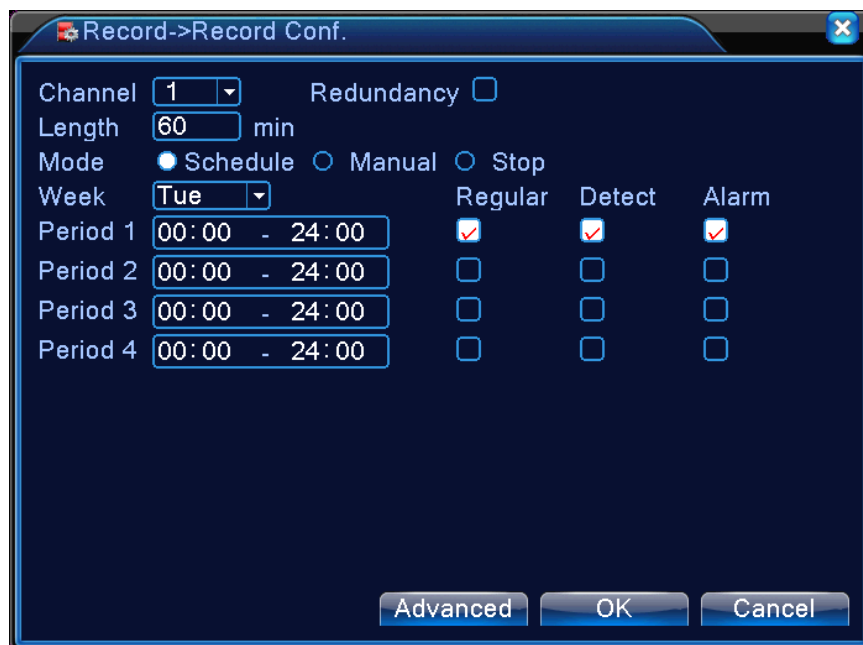 Record->Record Conf.
Channel 1 Redundancy
Length 60 min
Mode Schedule Manual Stop
Week Tue Regular Detect Alarm
Period 1 00:00 - 24:00
Period 2 00:00 - 24:00
Period 3 00:00 - 24:00
Period 4 00:00 - 24:00
Advanced OK Cancel